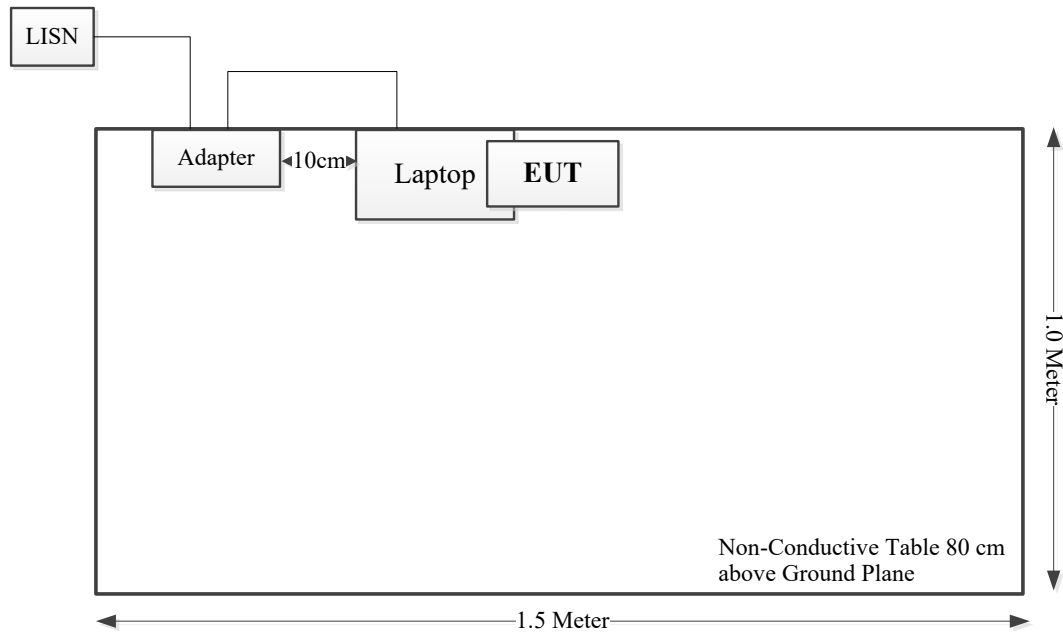 LISN
Adapter
10cm
Laptop
EUT
1.0 Meter
Non-Conductive Table 80 cm
above Ground Plane
1.5 Meter